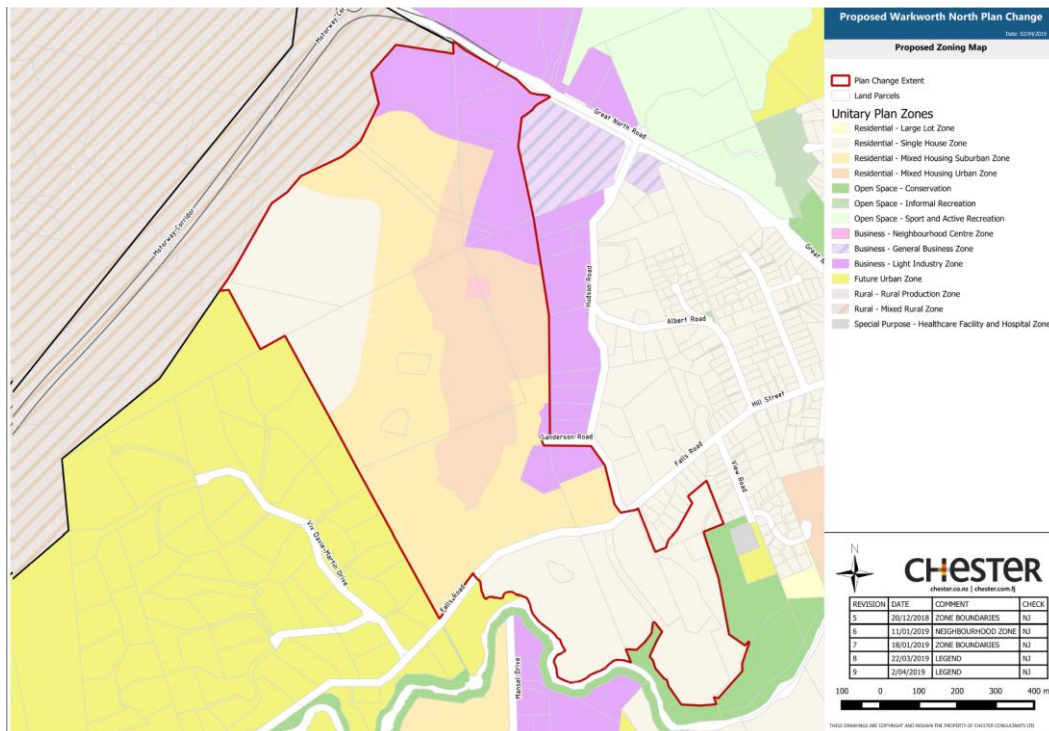 Proposed Warkworth North Plan Change
Date: 02/04/2019
Proposed Zoning Map
Plan Change Extent
Land Parcels
Unitary Plan Zones
Residential - Large Lot Zone
Residential - Single House Zone
Residential - Mixed Housing Suburban Zone
Residential - Mixed Housing Urban Zone
Open Space - Conservation
Open Space - Informal Recreation
Open Space - Sport and Active Recreation
Business - Neighbourhood Centre Zone
Business - General Business Zone
Business - Light Industry Zone
Future Urban Zone
Rural - Rural Production Zone
Rural - Mixed Rural Zone
Special Purpose - Healthcare Facility and Hospital Zone
Motorway Cor
Motorway Corridor
Great North Road
Great N
Hudson Road
Albert Road
Hill Street
Falls Road
View Road
Sanderson Road
Viv Davie-Martin Drive
Falls Road
Mansel Drive
N
CHESTER
chester.co.nz | chester.com.fj
REVISION DATE COMMENT CHECK
5 20/12/2018 ZONE BOUNDARIES NJ
6 11/01/2019 NEIGHBOURHOOD ZONE NJ
7 18/01/2019 ZONE BOUNDARIES NJ
8 22/03/2019 LEGEND NJ
9 2/04/2019 LEGEND NJ
100 0 100 200 300 400 m
THESE DRAWINGS ARE COPYRIGHT AND REMAIN THE PROPERTY OF CHESTER CONSULTANTS LTD